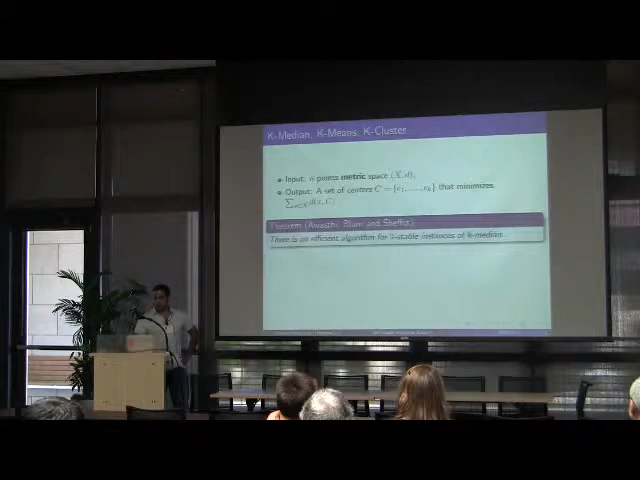 K-Median, K-Means, K-Cluster
Input: n points metric space (X, d),
Output: A set of centers C = {c₁, ..., cₖ} that minimizes
∑ₓ∈ₓ d(x, C)
Theorem (Awasthi, Blum and Sheffet)
There is an efficient algorithm for 3-stable instances of k-median.